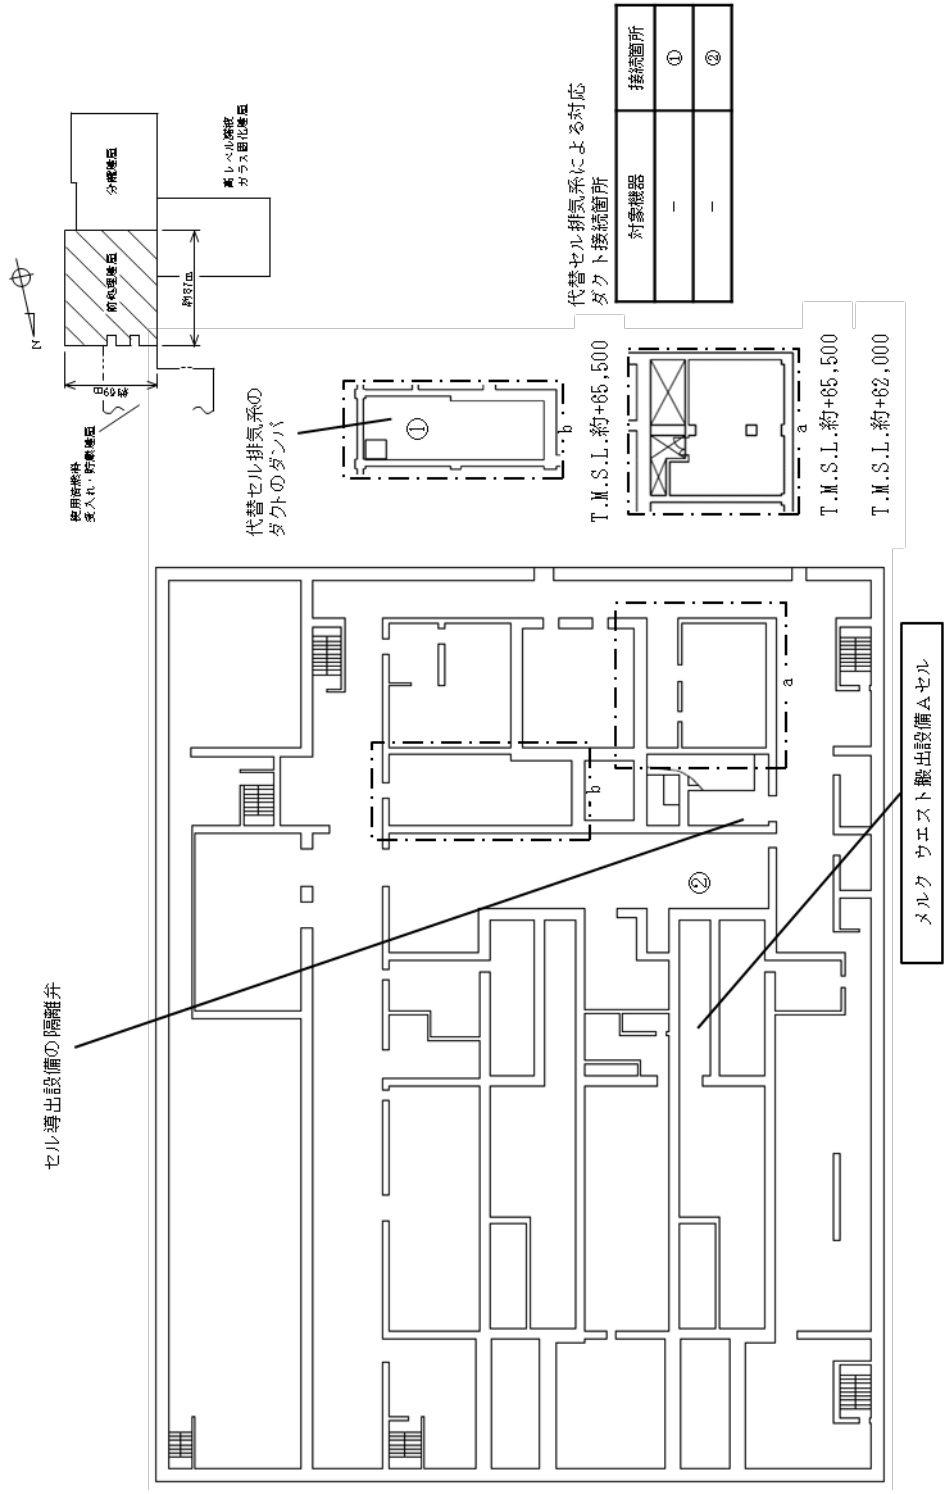 使用済燃料
受入れ・貯蔵建屋
前処理建屋
分離建屋
高レベル廃液
ガラス固化建屋
約69m
約87m
N
代替セル排気系の
ダクトのダンパ
①
b
T.M.S.L.約+65,500
a
T.M.S.L.約+65,500
T.M.S.L.約+62,000
代替セル排気系による対応
ダクト接続箇所
対象機器 接続箇所
－ ①
－ ②
セル導出設備の隔離弁
b
a
②
メルク ウエスト搬出設備Aセル